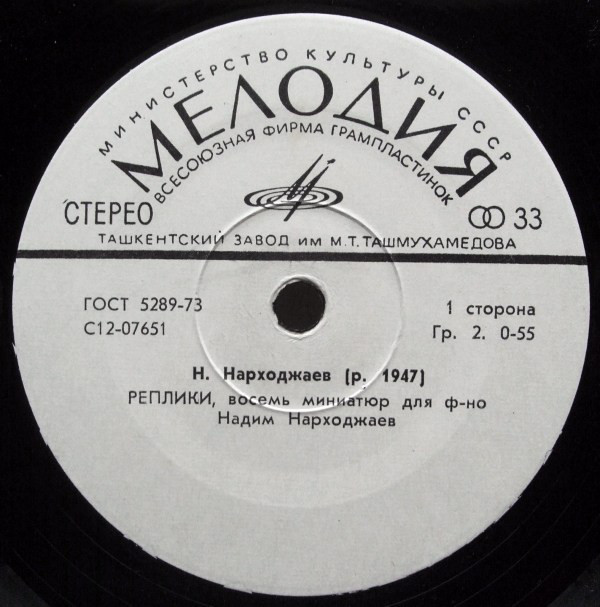 МИНИСТЕРСТВО КУЛЬТУРЫ СССР
МЕЛОДИЯ
ВСЕСОЮЗНАЯ ФИРМА ГРАМПЛАСТИНОК
СТЕРЕО
33
ТАШКЕНТСКИЙ ЗАВОД ИМ М.Т.ТАШМУХАМЕДОВА
ГОСТ 5289-73
1 сторона
С12-07651
Гр. 2. 0-55
Н. Нарходжаев (р. 1947)
РЕПЛИКИ, восемь миниатюр для ф-но
Надим Нарходжаев